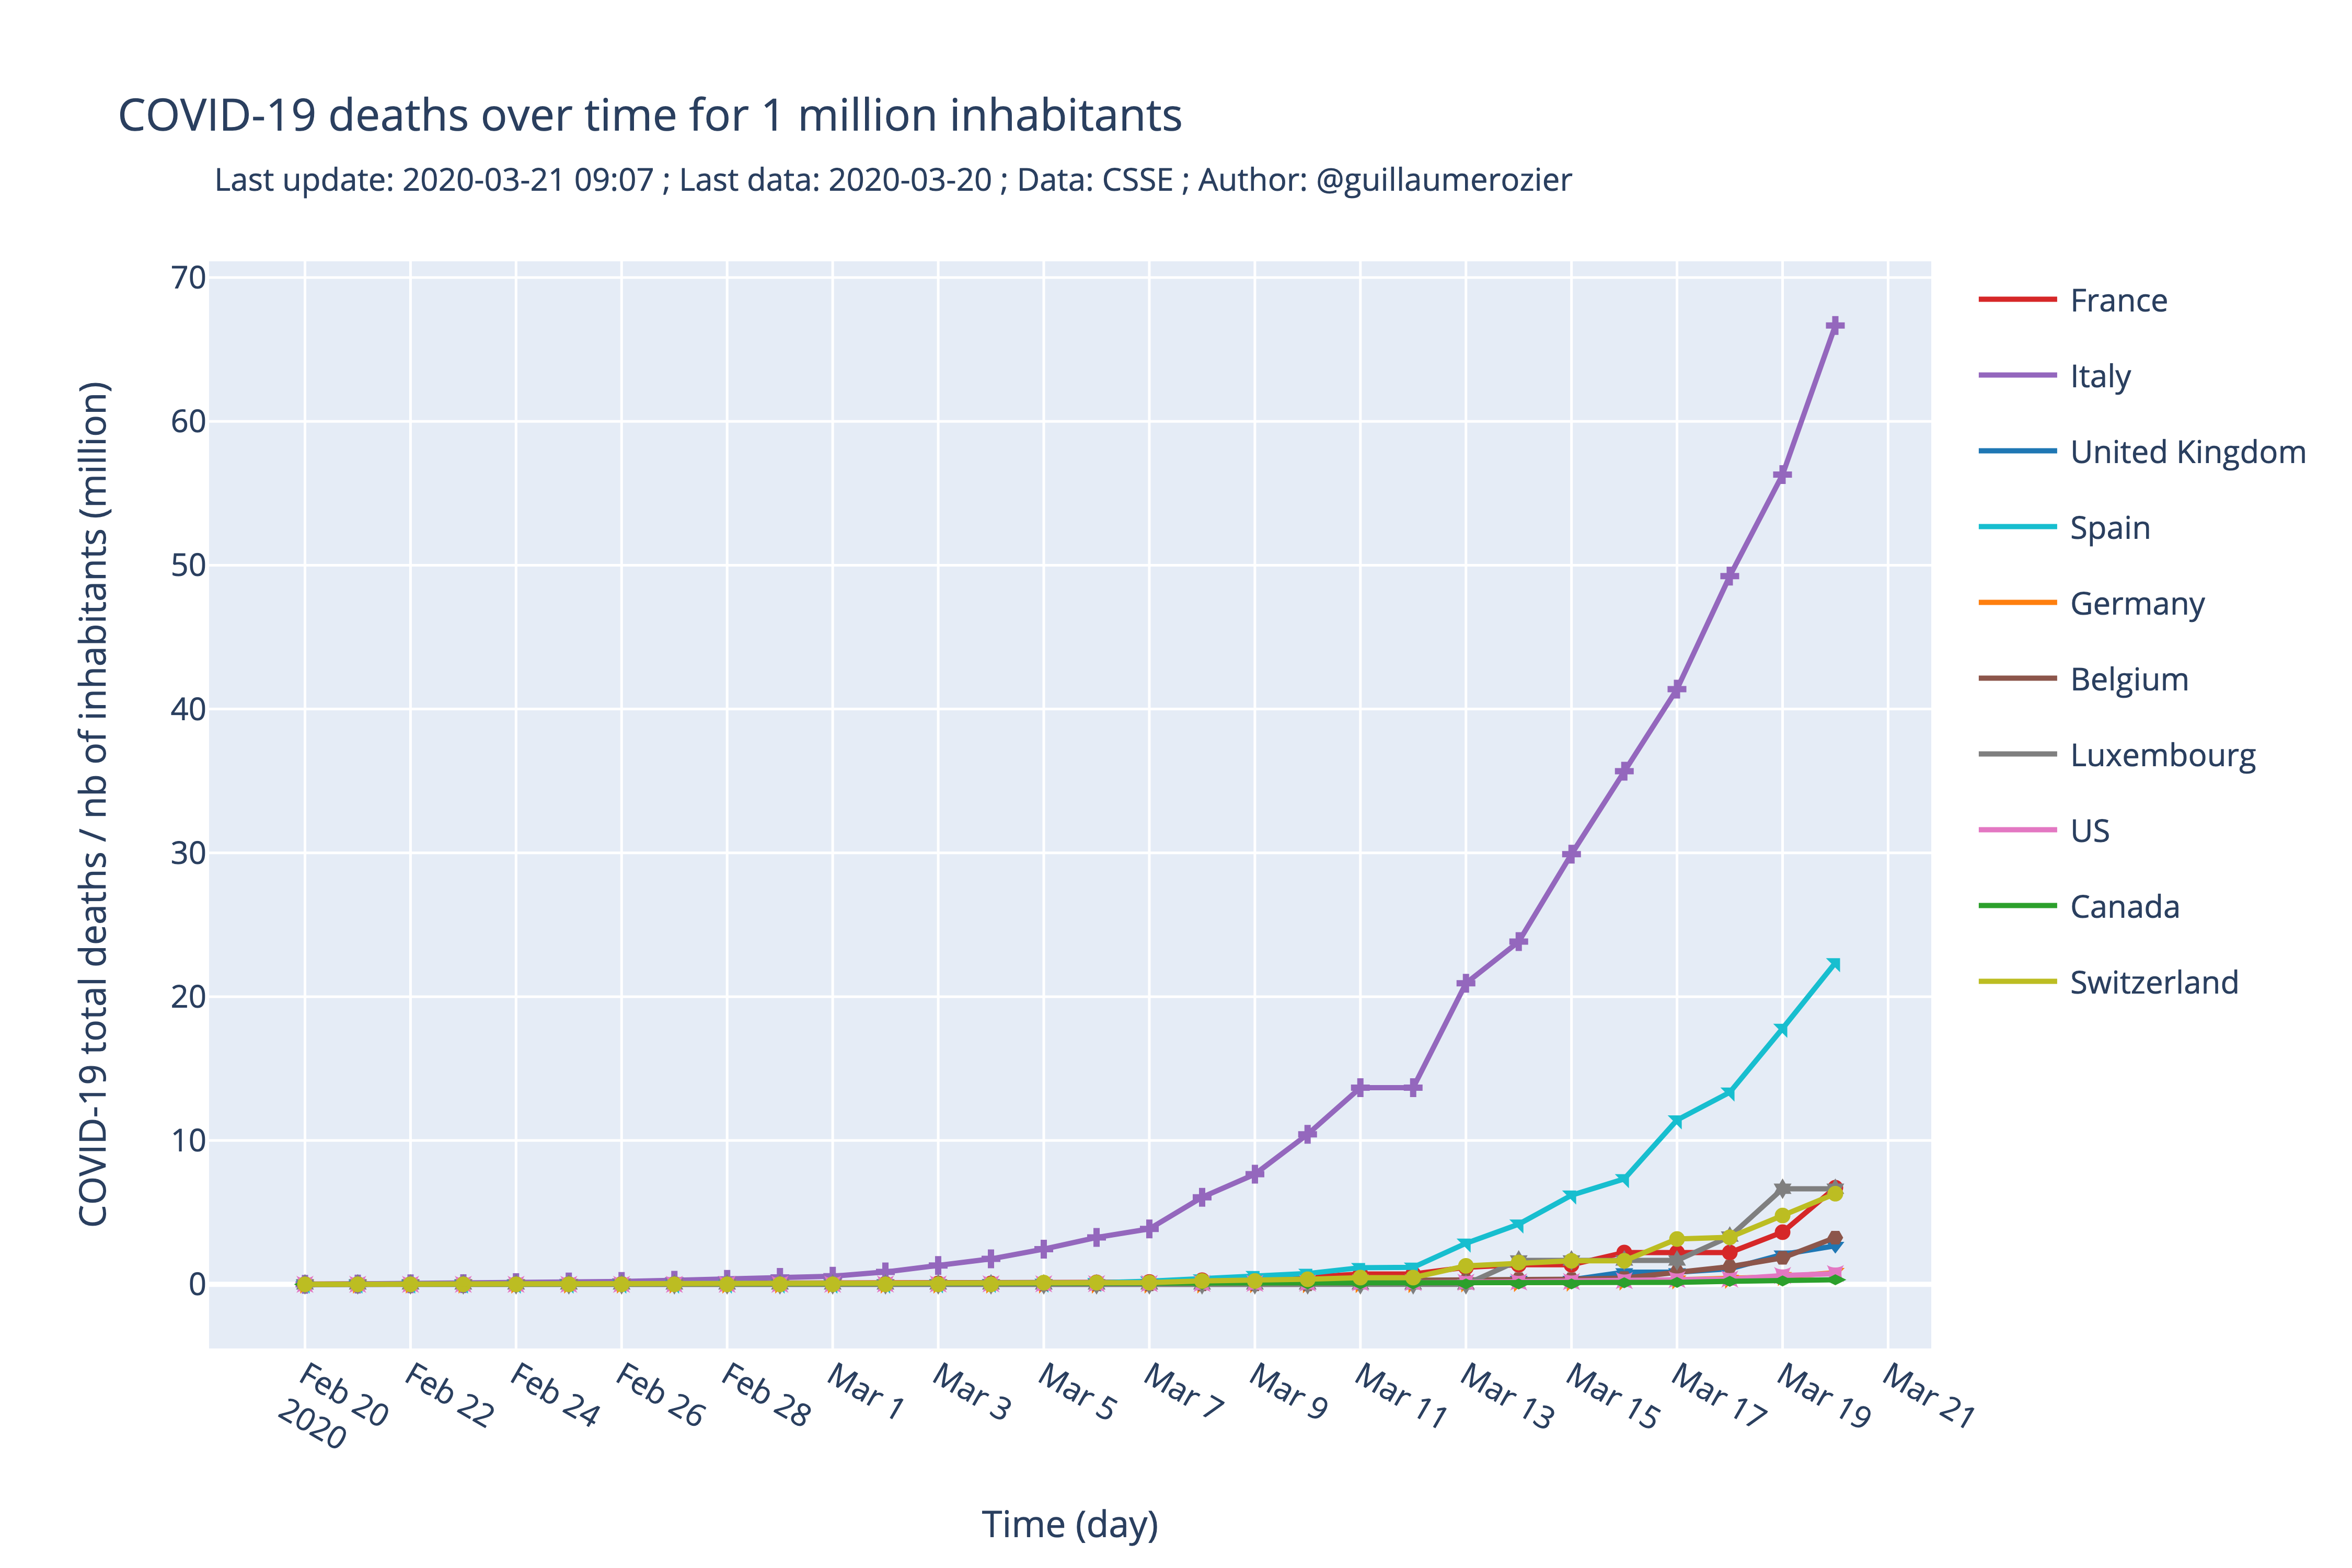 COVID-19 deaths over time for 1 million inhabitants
Last update: 2020-03-21 09:07 ; Last data: 2020-03-20 ; Data: CSSE ; Author: @guillaumerozier
COVID-19 total deaths / nb of inhabitants (million)
70
60
50
40
30
20
10
0
Feb 20
2020
Feb 22
Feb 24
Feb 26
Feb 28
Mar 1
Mar 3
Mar 5
Mar 7
Mar 9
Mar 11
Mar 13
Mar 15
Mar 17
Mar 19
Mar 21
Time (day)
France
Italy
United Kingdom
Spain
Germany
Belgium
Luxembourg
US
Canada
Switzerland